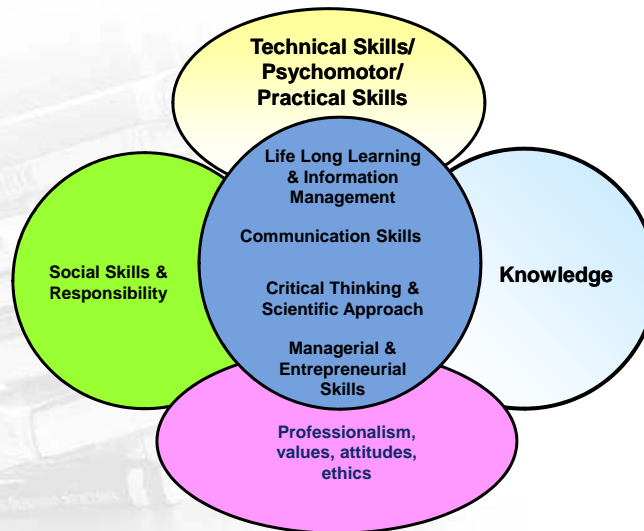 Technical Skills/
Psychomotor/
Practical Skills
Life Long Learning
& Information
Management
Communication Skills
Social Skills &
Responsibility
Knowledge
Critical Thinking &
Scientific Approach
Managerial &
Entrepreneurial
Skills
Professionalism,
values, attitudes,
ethics